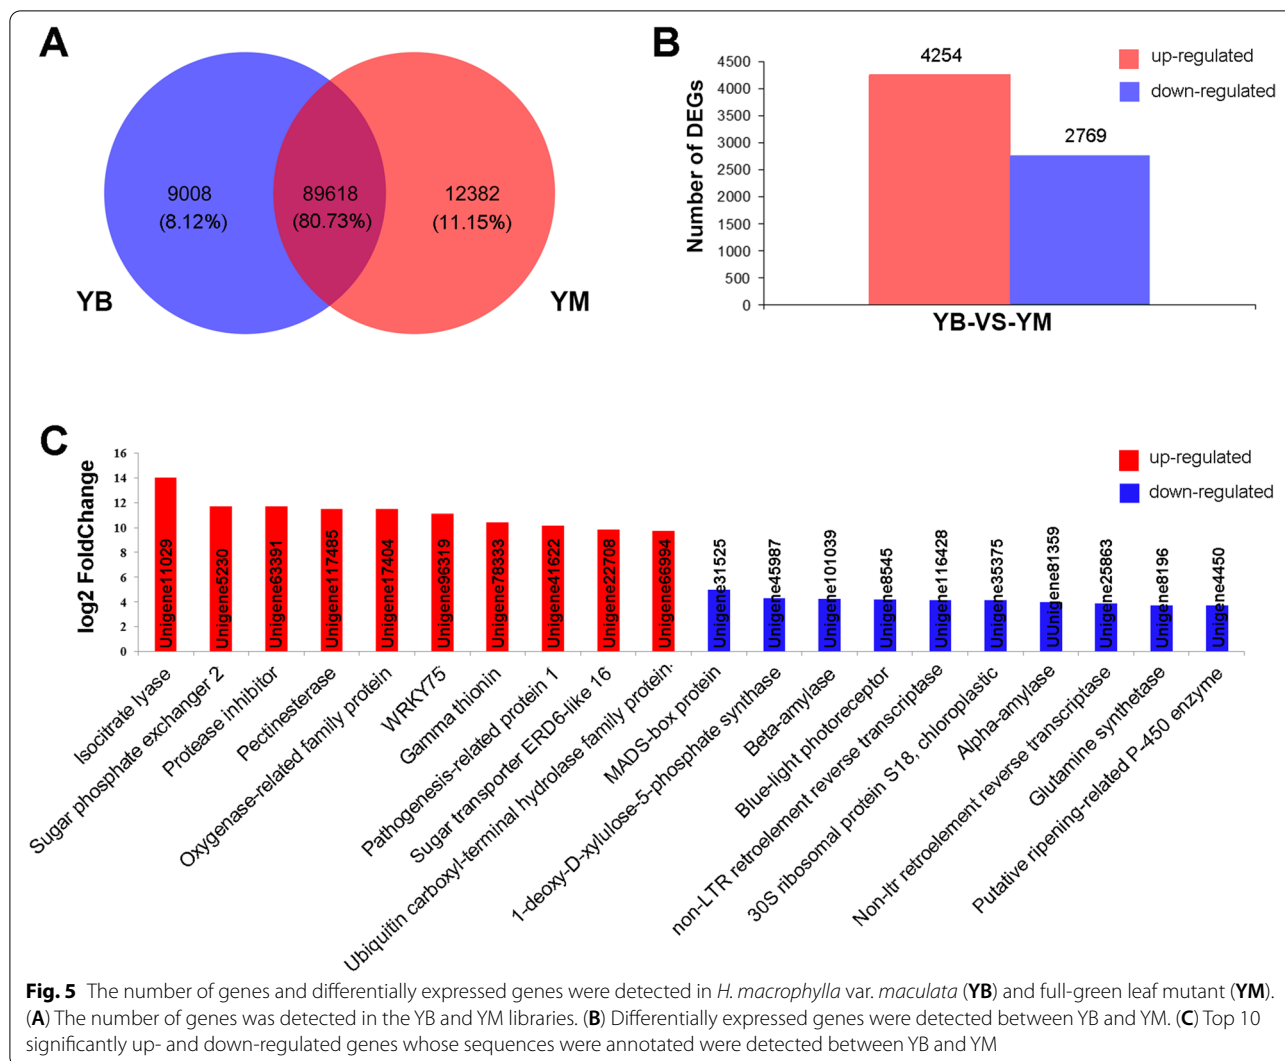 A
9008
(8.12%)
89618
(80.73%)
12382
(11.15%)
YB
YM
B
up-regulated
down-regulated
Number of DEGs
4500
4000
3500
3000
2500
2000
1500
1000
500
0
4254
2769
YB-VS-YM
C
up-regulated
down-regulated
log2 FoldChange
16
14
12
10
8
6
4
2
0
Unigene11029
Unigene5230
Unigene63391
Unigene117485
Unigene17404
Unigene96319
Unigene78333
Unigene41622
Unigene22708
Unigene66994
Unigene31525
Unigene45987
Unigene101039
Unigene8545
Unigene116428
Unigene35375
UUnigene81359
Unigene25863
Unigene8196
Unigene4450
Isocitrate lyase
Sugar phosphate exchanger 2
Protease inhibitor
Pectinesterase
Oxygenase-related familly protein
WRKY75
Gamma thionin
Pathogenesis-related protein 1
Sugar transporter ERD6-like 16
Ubiquitin carboxyl-terminal hydrolase family protein.
MADS-box protein
1-deoxy-D-xylulose-5-phosphate synthase
Beta-amylase
Blue-light photoreceptor
non-LTR retroelement reverse transcriptase
30S ribosomal protein S18, chloroplastic
Alpha-amylase
Non-ltr retroelement reverse transcriptase
Glutamine synthetase
Putative ripening-related P-450 enzyme
Fig. 5 The number of genes and differentially expressed genes were detected in H. macrophylla var. maculata (YB) and full-green leaf mutant (YM).
(A) The number of genes was detected in the YB and YM libraries. (B) Differentially expressed genes were detected between YB and YM. (C) Top 10
significantly up- and down-regulated genes whose sequences were annotated were detected between YB and YM